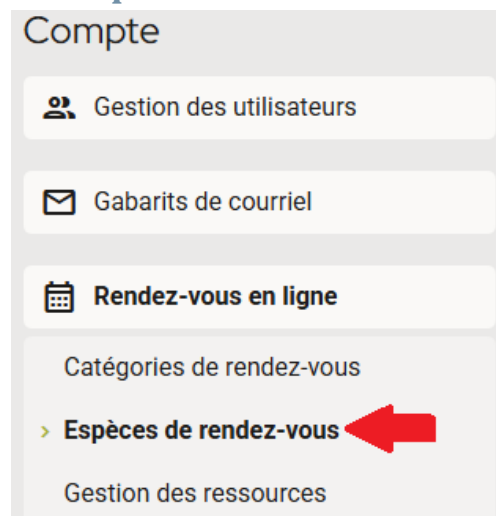 Compte
Gestion des utilisateurs
Gabarits de courriel
Rendez-vous en ligne
Catégories de rendez-vous
Espèces de rendez-vous
Gestion des ressources